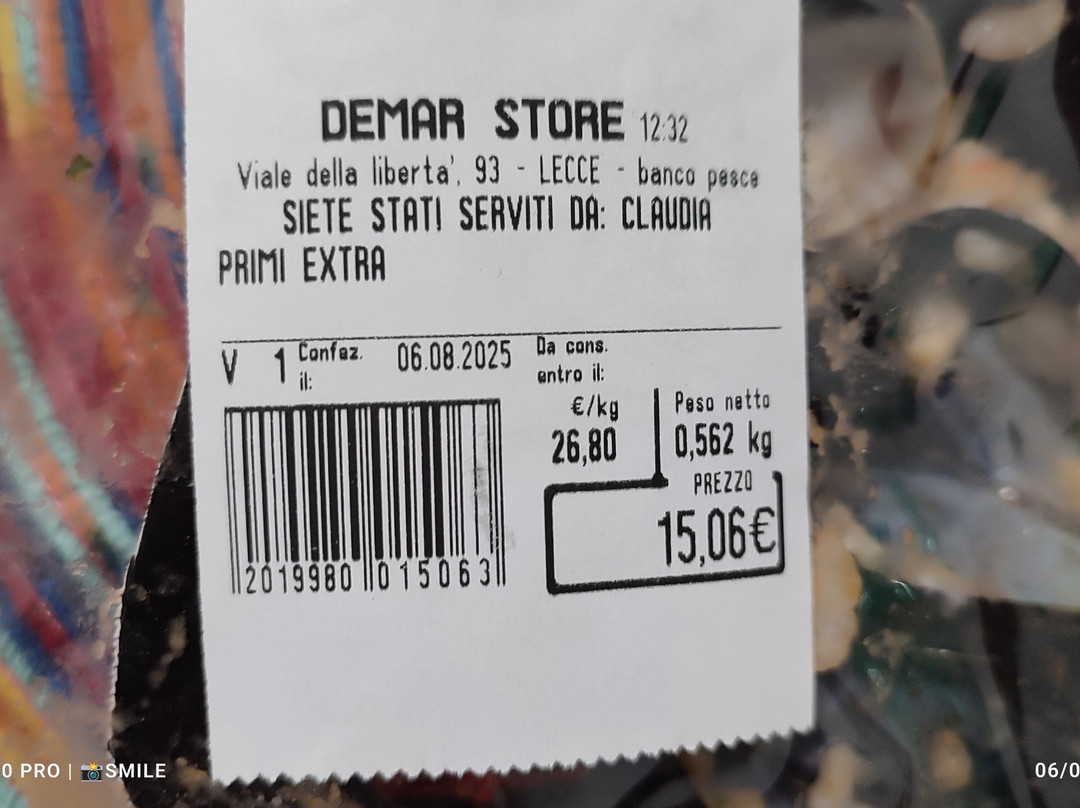 DEMAR STORE 12:32
Viale della liberta', 93 - LECCE - banco pesce
SIETE STATI SERVITI DA: CLAUDIA
PRIMI EXTRA
V 1 Confez. il: 06.08.2025 Da cons. entro il:
€/kg Peso netto
26,80 0,562 kg
PREZZO
15,06€
2019980 015063
0 PRO | 📸SMILE
06/0